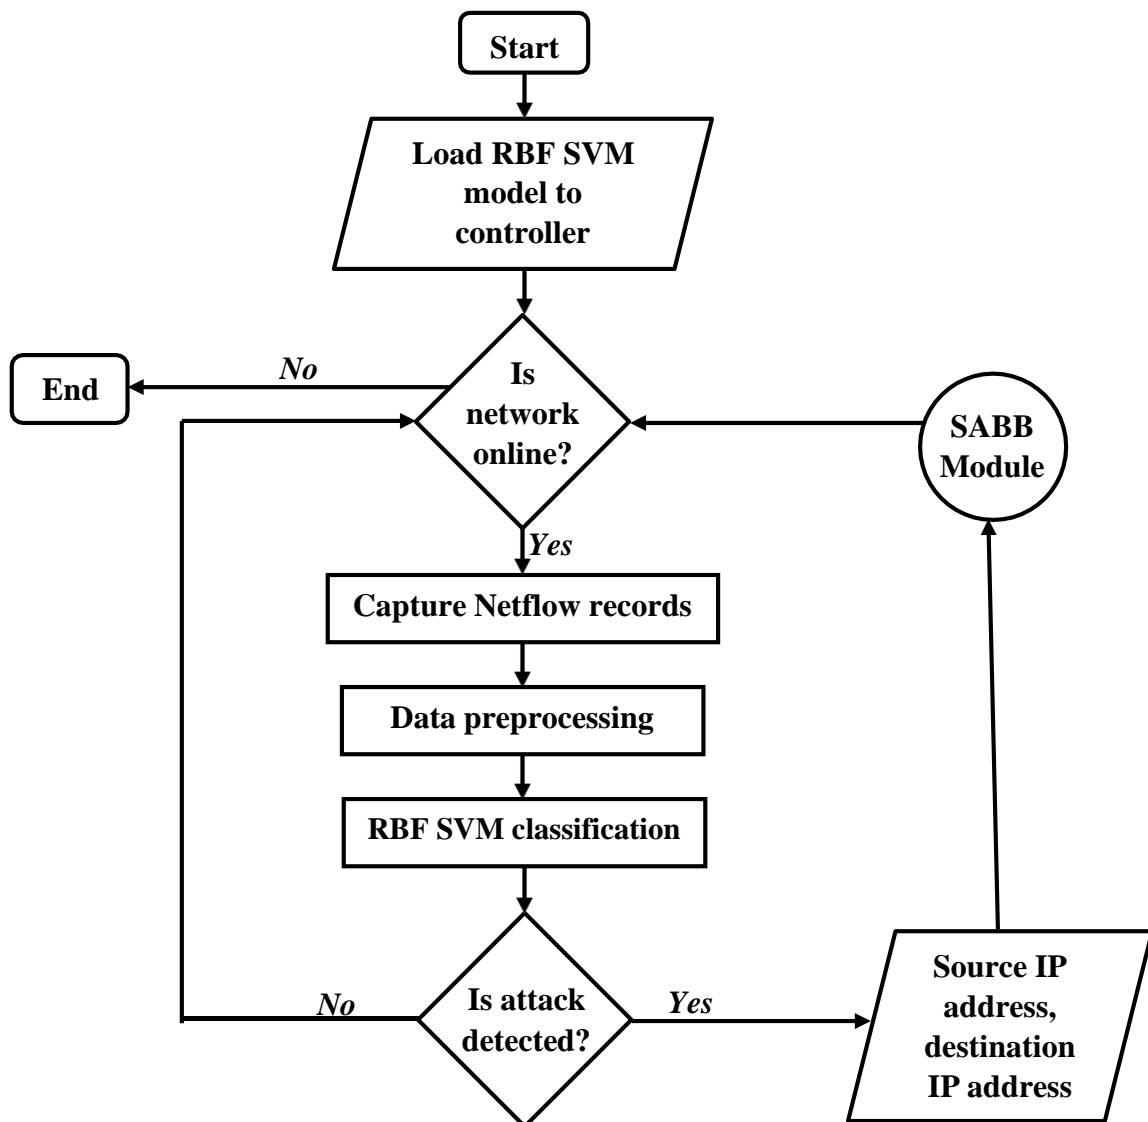 Start
Load RBF SVM
model to
controller
No
End
Is
network
online?
SABB
Module
Yes
Capture Netflow records
Data preprocessing
RBF SVM classification
No
Is attack
detected?
Yes
Source IP
address,
destination
IP address